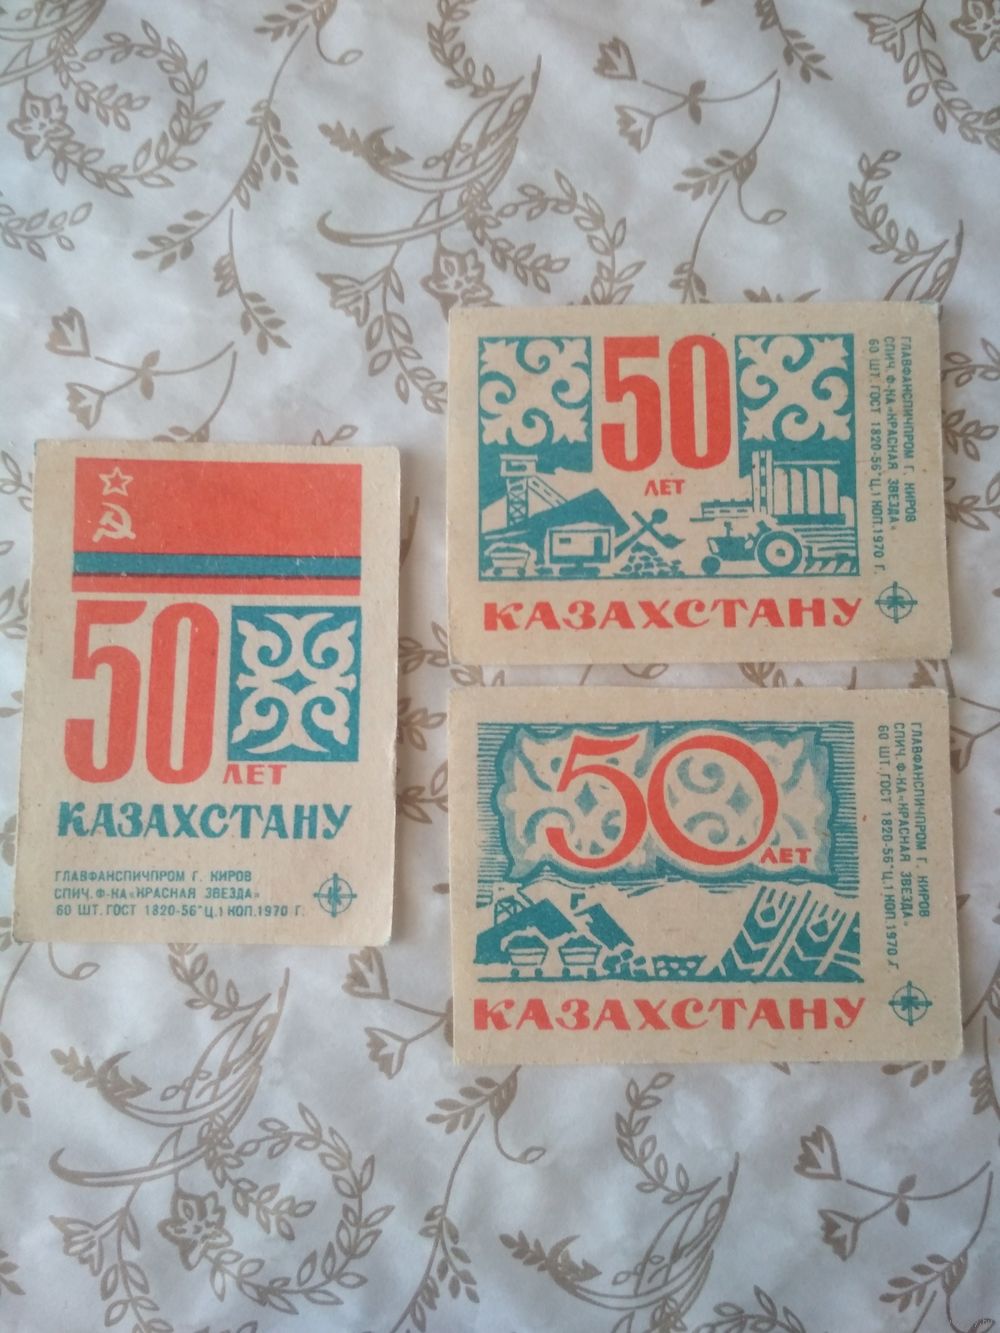 50
ЛЕТ
КАЗАХСТАНУ
ГЛАВФАНСПИЧПРОМ Г. КИРОВ
СПИЧ. Ф-КА «КРАСНАЯ ЗВЕЗДА»
60 ШТ. ГОСТ 1820-56 Ц.1 КОП. 1970 Г.
50
ЛЕТ
КАЗАХСТАНУ
ГЛАВФАНСПИЧПРОМ Г. КИРОВ
СПИЧ. Ф-КА «КРАСНАЯ ЗВЕЗДА»
60 ШТ. ГОСТ 1820-56 Ц.1 КОП. 1970 Г.
50
ЛЕТ
КАЗАХСТАНУ
ГЛАВФАНСПИЧПРОМ Г. КИРОВ
СПИЧ. Ф-КА «КРАСНАЯ ЗВЕЗДА»
60 ШТ. ГОСТ 1820-56 Ц.1 КОП. 1970 Г